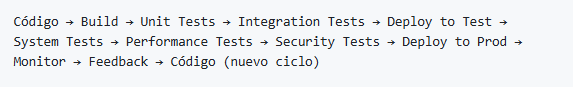 Código → Build → Unit Tests → Integration Tests → Deploy to Test →
System Tests → Performance Tests → Security Tests → Deploy to Prod →
Monitor → Feedback → Código (nuevo ciclo)